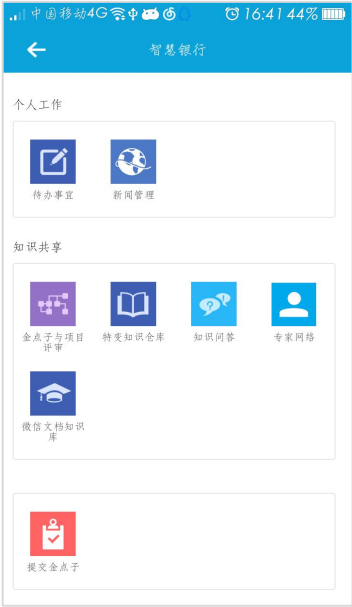 中国移动4G 16:41 44%
智慧银行
个人工作
待办事宜 新闻管理
知识共享
金点子与项目 特变知识仓库 知识问答 专家网络
评审
微信文档知识
库
提交金点子